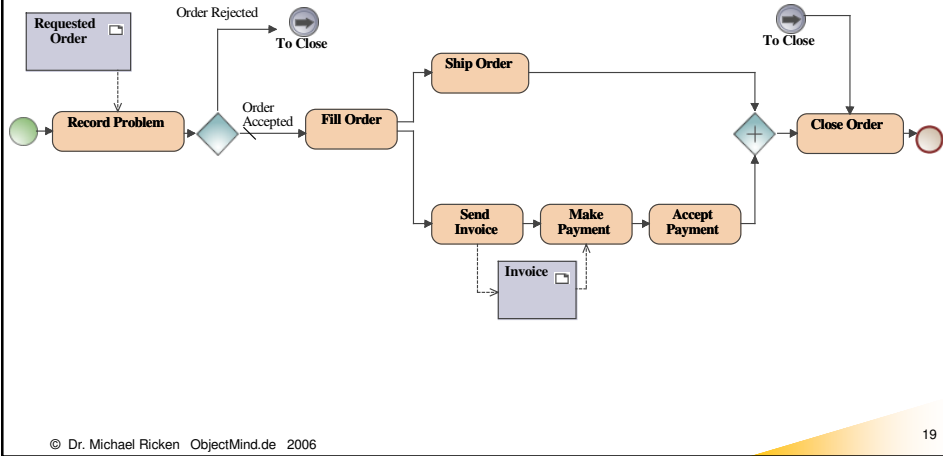 Requested
Order
Order Rejected
To Close
To Close
Ship Order
Record Problem
Order
Accepted
Fill Order
Close Order
Send
Invoice
Make
Payment
Accept
Payment
Invoice
© Dr. Michael Ricken ObjectMind.de 2006
19